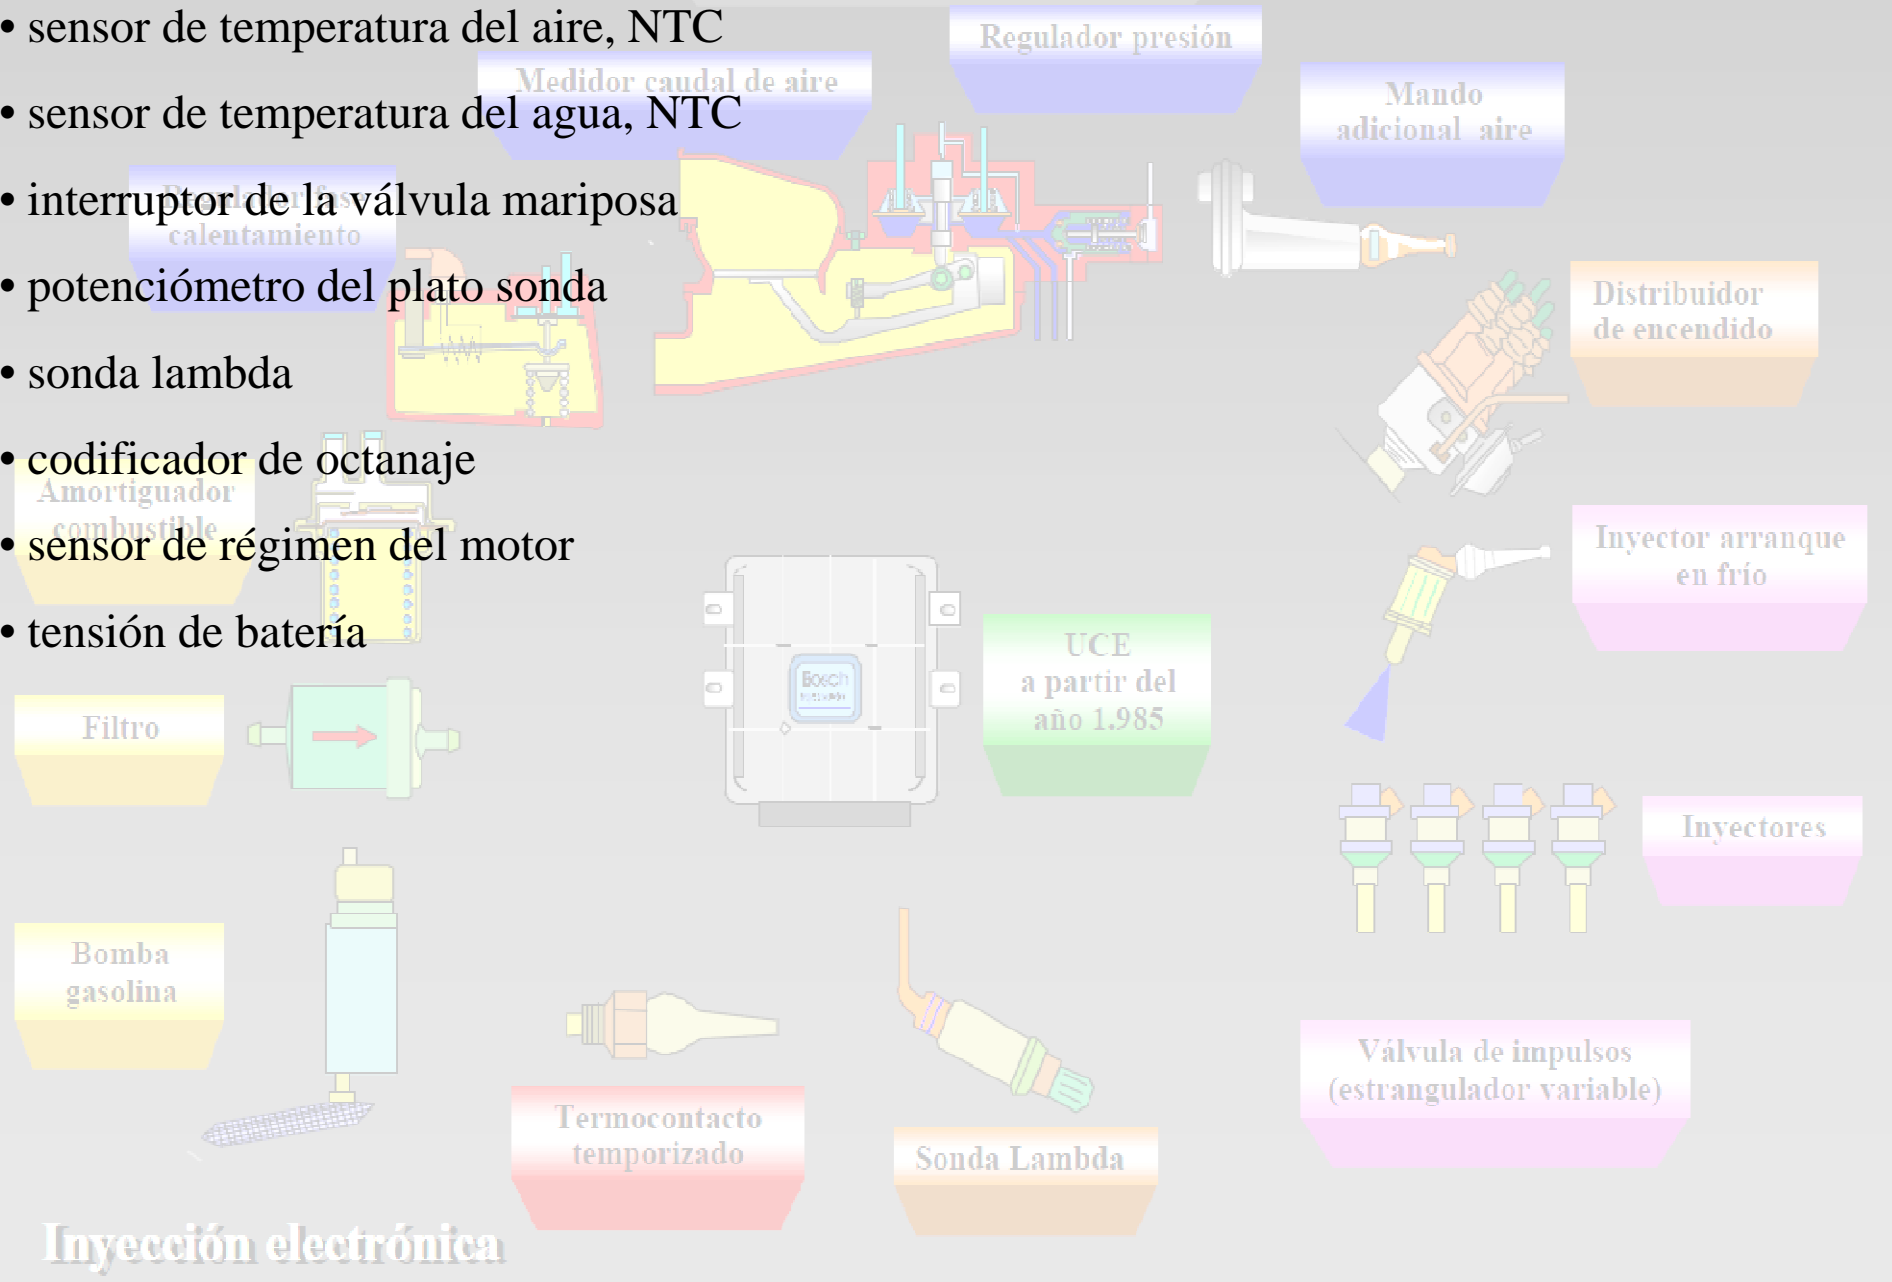 • sensor de temperatura del aire, NTC
• sensor de temperatura del agua, NTC
• interruptor de la válvula mariposa
• potenciómetro del plato sonda
• sonda lambda
• codificador de octanaje
• sensor de régimen del motor
• tensión de batería
Medidor caudal de aire
Regulador presión
Mando
adicional aire
Regulador fase
calentamiento
Distribuidor
de encendido
Amortiguador
combustible
Inyector arranque
en frío
UCE
a partir del
año 1.985
Bosch
Filtro
Inyectores
Bomba
gasolina
Termocontacto
temporizado
Sonda Lambda
Válvula de impulsos
(estrangulador variable)
Inyección electrónica